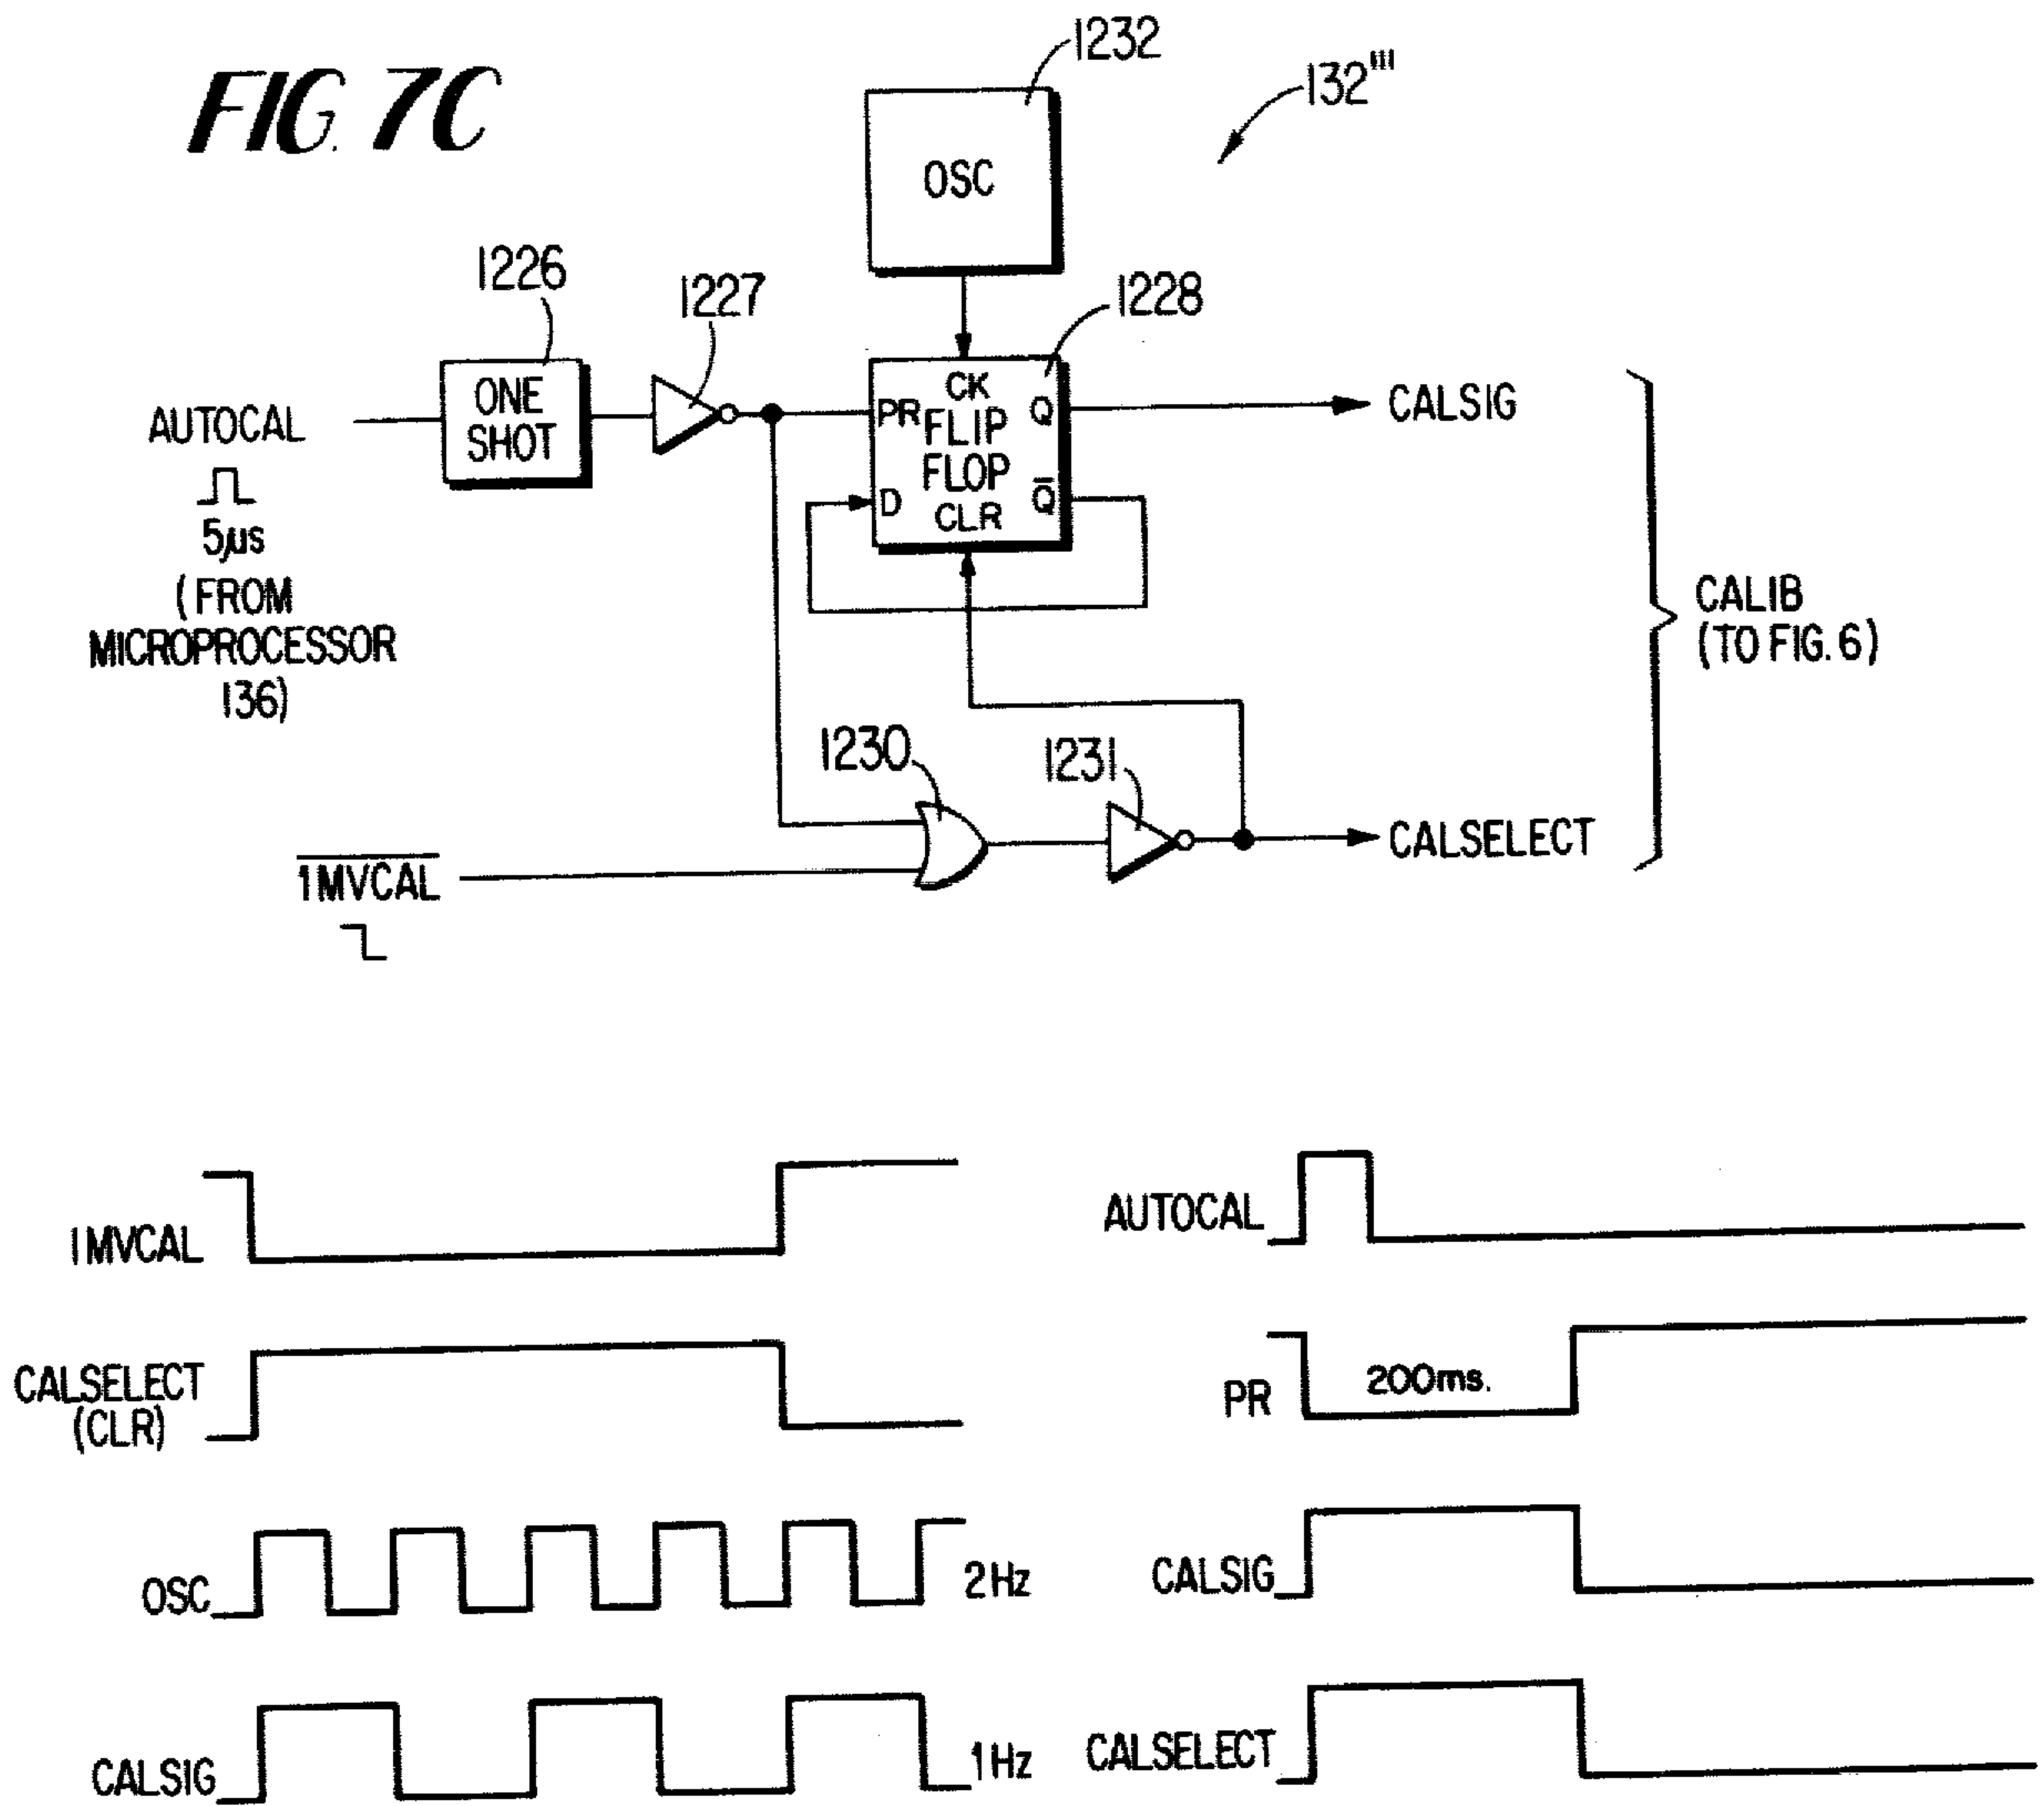 FIG. 7C
1232
132'''
OSC
1226
1227
1228
AUTOCAL
ONE
SHOT
CK
PR
FLIP
Q
FLOP
D
Q̅
CLR
CALSIG
5µs
(FROM
MICROPROCESSOR
136)
CALIB
(TO FIG. 6)
1230
1231
CALSELECT
1̅M̅V̅C̅A̅L̅
1MVCAL
AUTOCAL
CALSELECT
(CLR)
PR
200ms.
OSC
2Hz
CALSIG
CALSIG
1Hz
CALSELECT